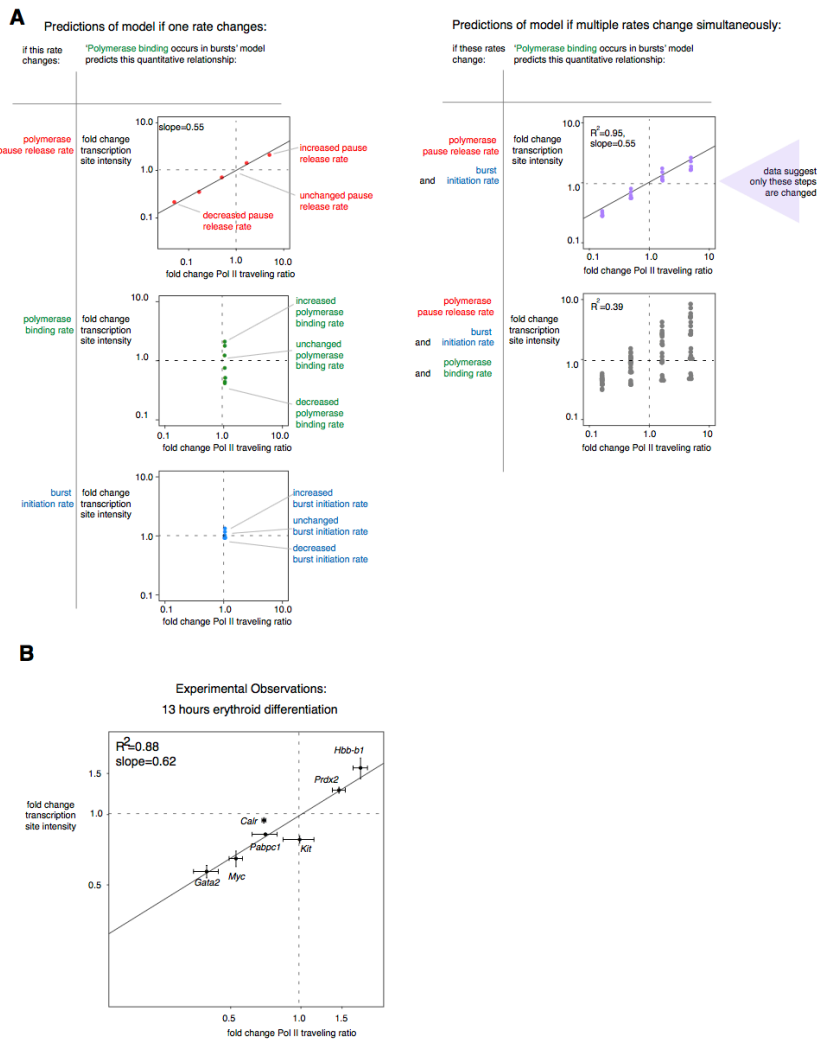 A
Predictions of model if one rate changes:
if this rate
changes:
'Polymerase binding occurs in bursts' model
predicts this quantitative relationship:
polymerase
pause release rate
fold change
transcription
site intensity
10.0
1.0
0.1
slope=0.55
increased pause
release rate
unchanged pause
release rate
decreased pause
release rate
0.1 1.0 10.0
fold change Pol II traveling ratio
polymerase
binding rate
fold change
transcription
site intensity
10.0
1.0
0.1
increased
polymerase
binding rate
unchanged
polymerase
binding rate
decreased
polymerase
binding rate
0.1 1.0 10.0
fold change Pol II traveling ratio
burst
initiation rate
fold change
transcription
site intensity
10.0
1.0
0.1
increased
burst initiation rate
unchanged
burst initiation rate
decreased
burst initiation rate
0.1 1.0 10.0
fold change Pol II traveling ratio
Predictions of model if multiple rates change simultaneously:
if these rates
change:
'Polymerase binding occurs in bursts' model
predicts this quantitative relationship:
polymerase
pause release rate
and burst
initiation rate
fold change
transcription
site intensity
10.0
1.0
0.1
R2=0.95,
slope=0.55
data suggest
only these steps
are changed
0.1 1.0 10
fold change Pol II traveling ratio
polymerase
pause release rate
burst
and initiation rate
polymerase
and binding rate
fold change
transcription
site intensity
10.0
1.0
0.1
R2=0.39
0.1 1.0 10
fold change Pol II traveling ratio
B
Experimental Observations:
13 hours erythroid differentiation
R2=0.88
slope=0.62
fold change
transcription
site intensity
1.5
1.0
0.5
Hbb-b1
Prdx2
Calr *
Pabpc1
Kit
Myc
Gata2
0.5 1.0 1.5
fold change Pol II traveling ratio